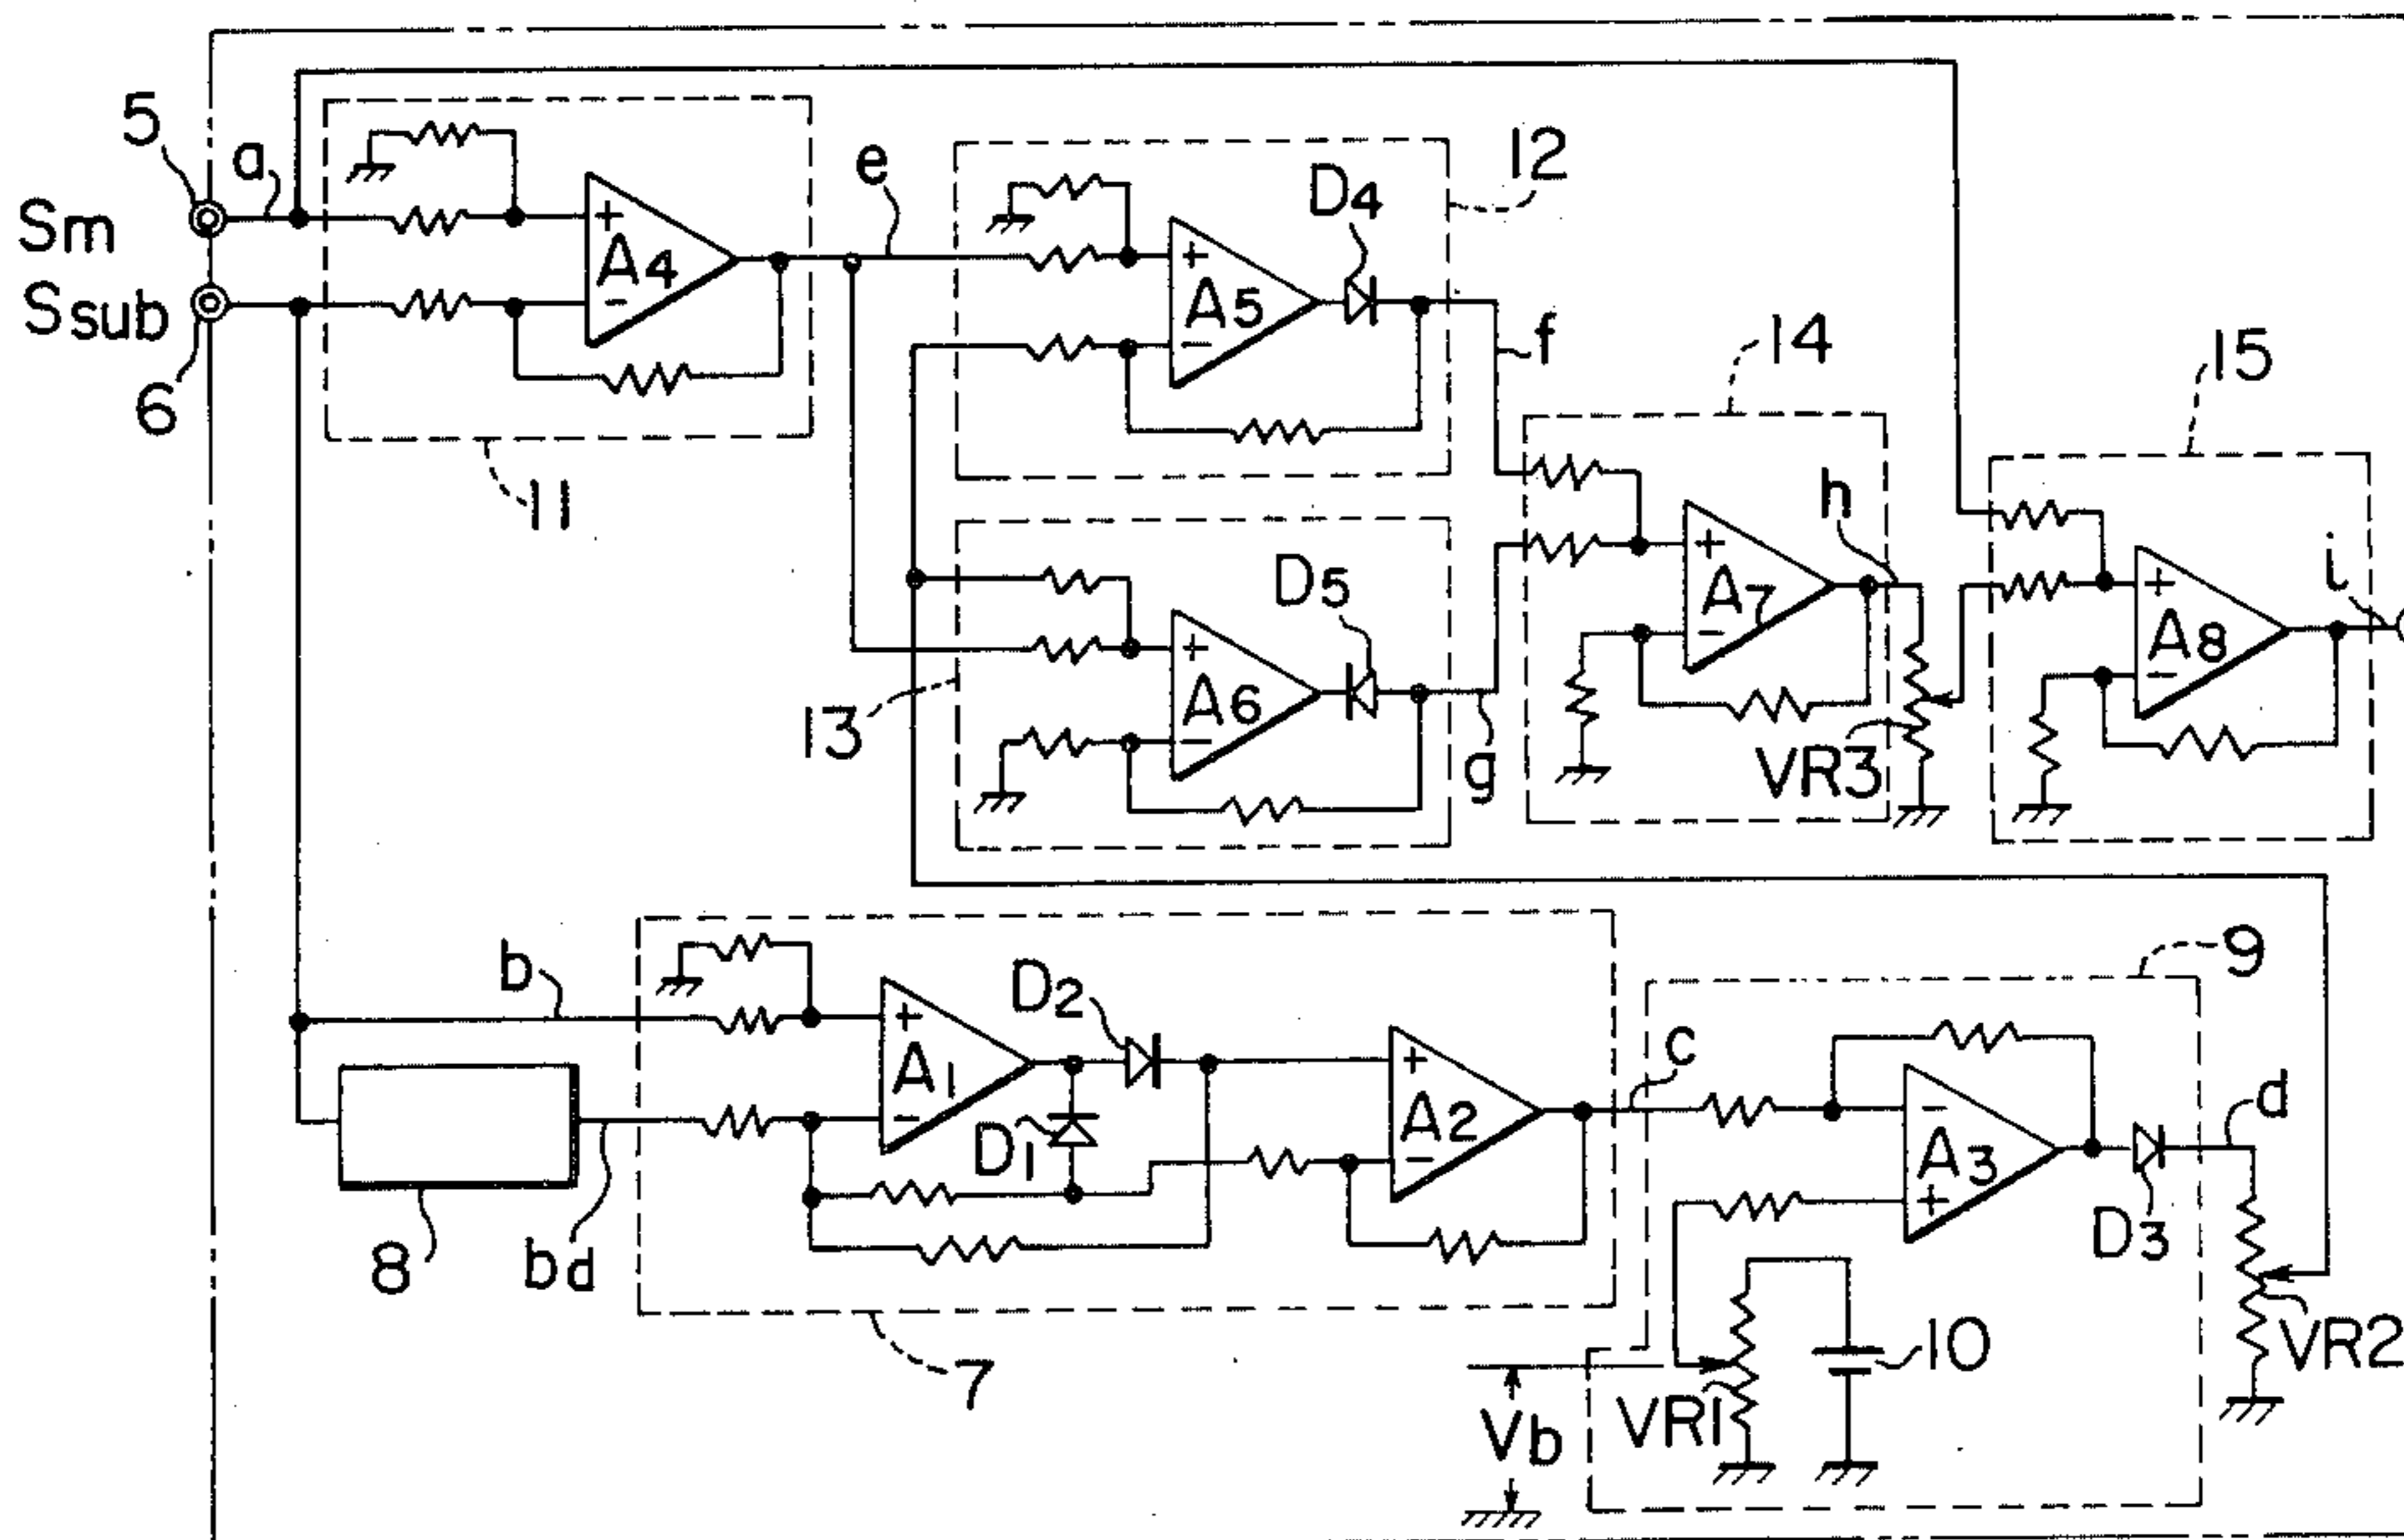 5
a
Sm
Ssub
6
11
A4
+
-
e
12
D4
A5
+
-
f
14
15
13
D5
A6
+
-
g
h
A7
+
-
VR3
i
A8
+
-
b
D2
A1
+
-
D1
8
bd
7
A2
+
-
c
9
A3
-
+
d
D3
VR2
10
VR1
Vb